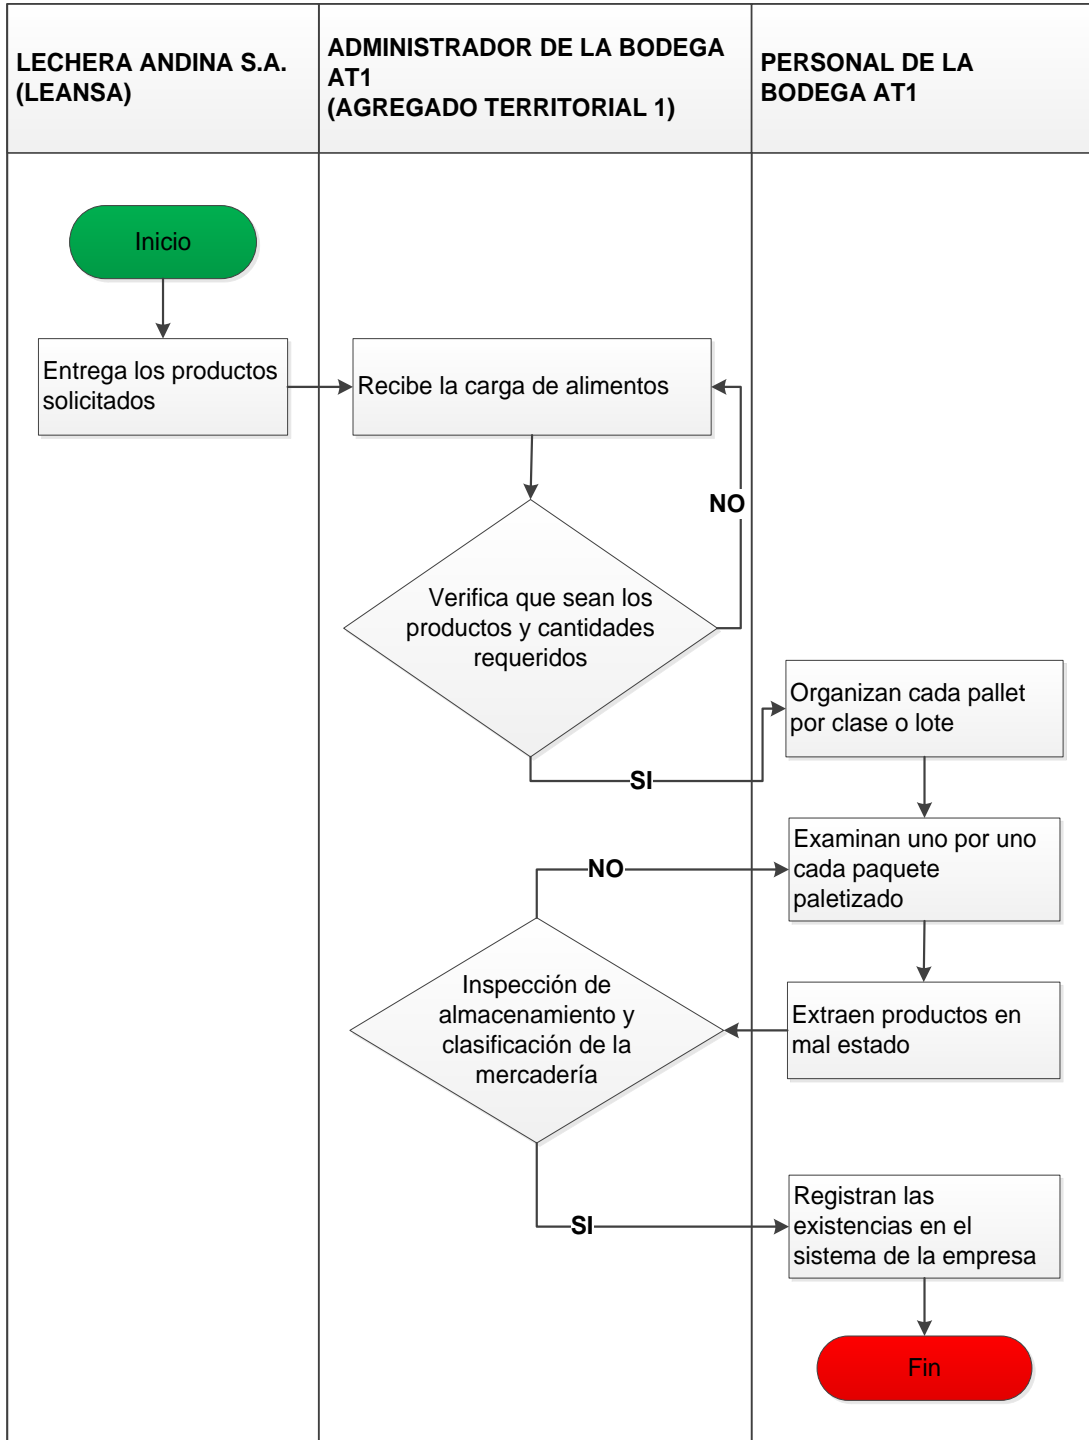 LECHERA ANDINA S.A.
(LEANSA)
ADMINISTRADOR DE LA BODEGA
AT1
(AGREGADO TERRITORIAL 1)
PERSONAL DE LA
BODEGA AT1
Inicio
Entrega los productos
solicitados
Recibe la carga de alimentos
NO
Verifica que sean los
productos y cantidades
requeridos
SI
Organizan cada pallet
por clase o lote
Examinan uno por uno
cada paquete
paletizado
NO
Extraen productos en
mal estado
Inspección de
almacenamiento y
clasificación de la
mercadería
SI
Registran las
existencias en el
sistema de la empresa
Fin